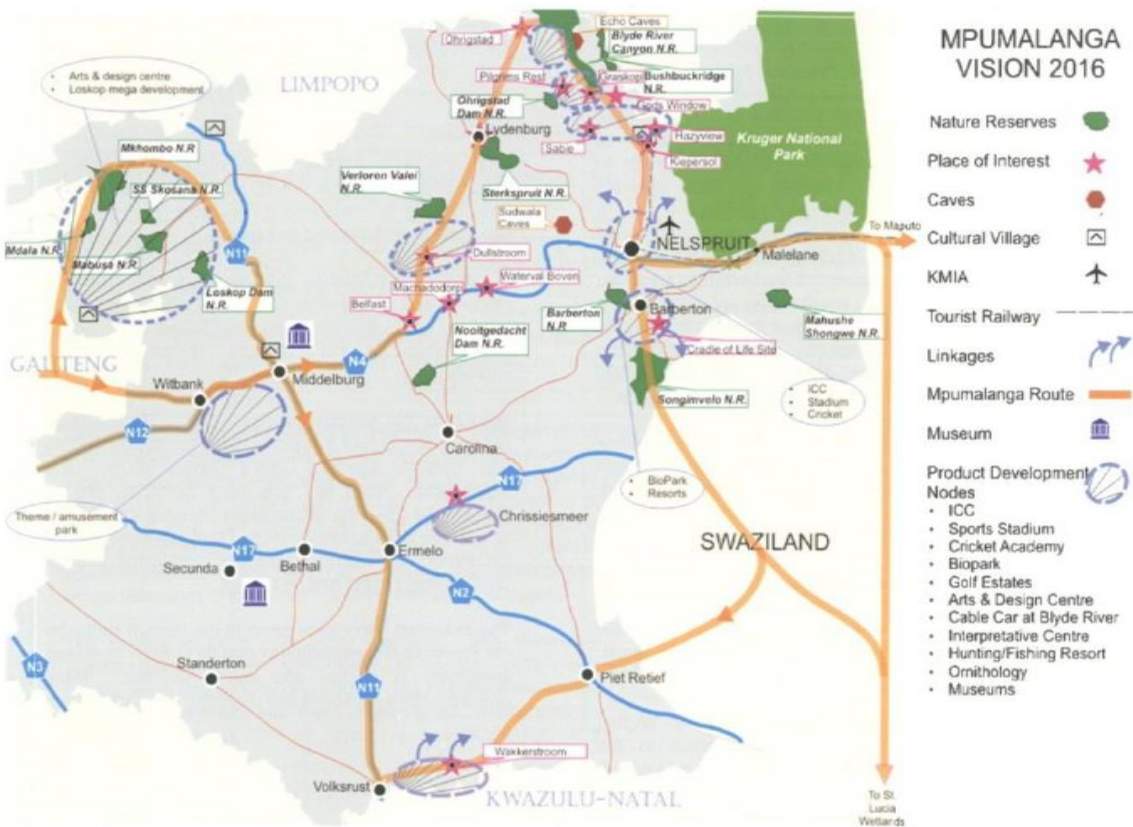 MPUMALANGA
VISION 2016
Nature Reserves
Place of Interest
Caves
Cultural Village
KMIA
Tourist Railway
Linkages
Mpumalanga Route
Museum
Product Development
Nodes
• ICC
• Sports Stadium
• Cricket Academy
• Biopark
• Golf Estates
• Arts & Design Centre
• Cable Car at Blyde River
• Interpretative Centre
• Hunting/Fishing Resort
• Ornithology
• Museums
• Arts & design centre
• Loskop mega development
LIMPOPO
Ohrigstad
Echo Caves
Blyde River
Canyon N.R.
Pilgrims Rest
Graskop
Bushbuckridge
N.R.
Ohrigstad
Dam N.R.
Gods Window
Lydenburg
Sabie
Hazyview
Kiepersol
Kruger National
Park
Mkhombo N.R
SS Skosana N.R.
Verloren Valei
N.R.
Sterkspruit N.R.
Sudwala
Caves
Mdala N.R.
Mabusa N.R.
N11
Loskop Dam
N.R.
Dullstroom
NELSPRUIT
To Maputo
Malelane
Machadodorp
Waterval Boven
Belfast
Barberton
N.R
Barberton
Mahushe
Shongwe N.R.
Nooitgedacht
Dam N.R.
Cradle of Life Site
GAUTENG
N4
Middelburg
Witbank
• ICC
• Stadium
• Cricket
Songimvelo N.R.
N12
Carolina
• BioPark
• Resorts
N17
Chrissiesmeer
Theme / amusement
park
SWAZILAND
N17
Secunda
Bethal
Ermelo
N2
N3
Standerton
N11
Piet Retief
Wakkerstroom
Volksrust
KWAZULU-NATAL
To St.
Lucia
Wetlands